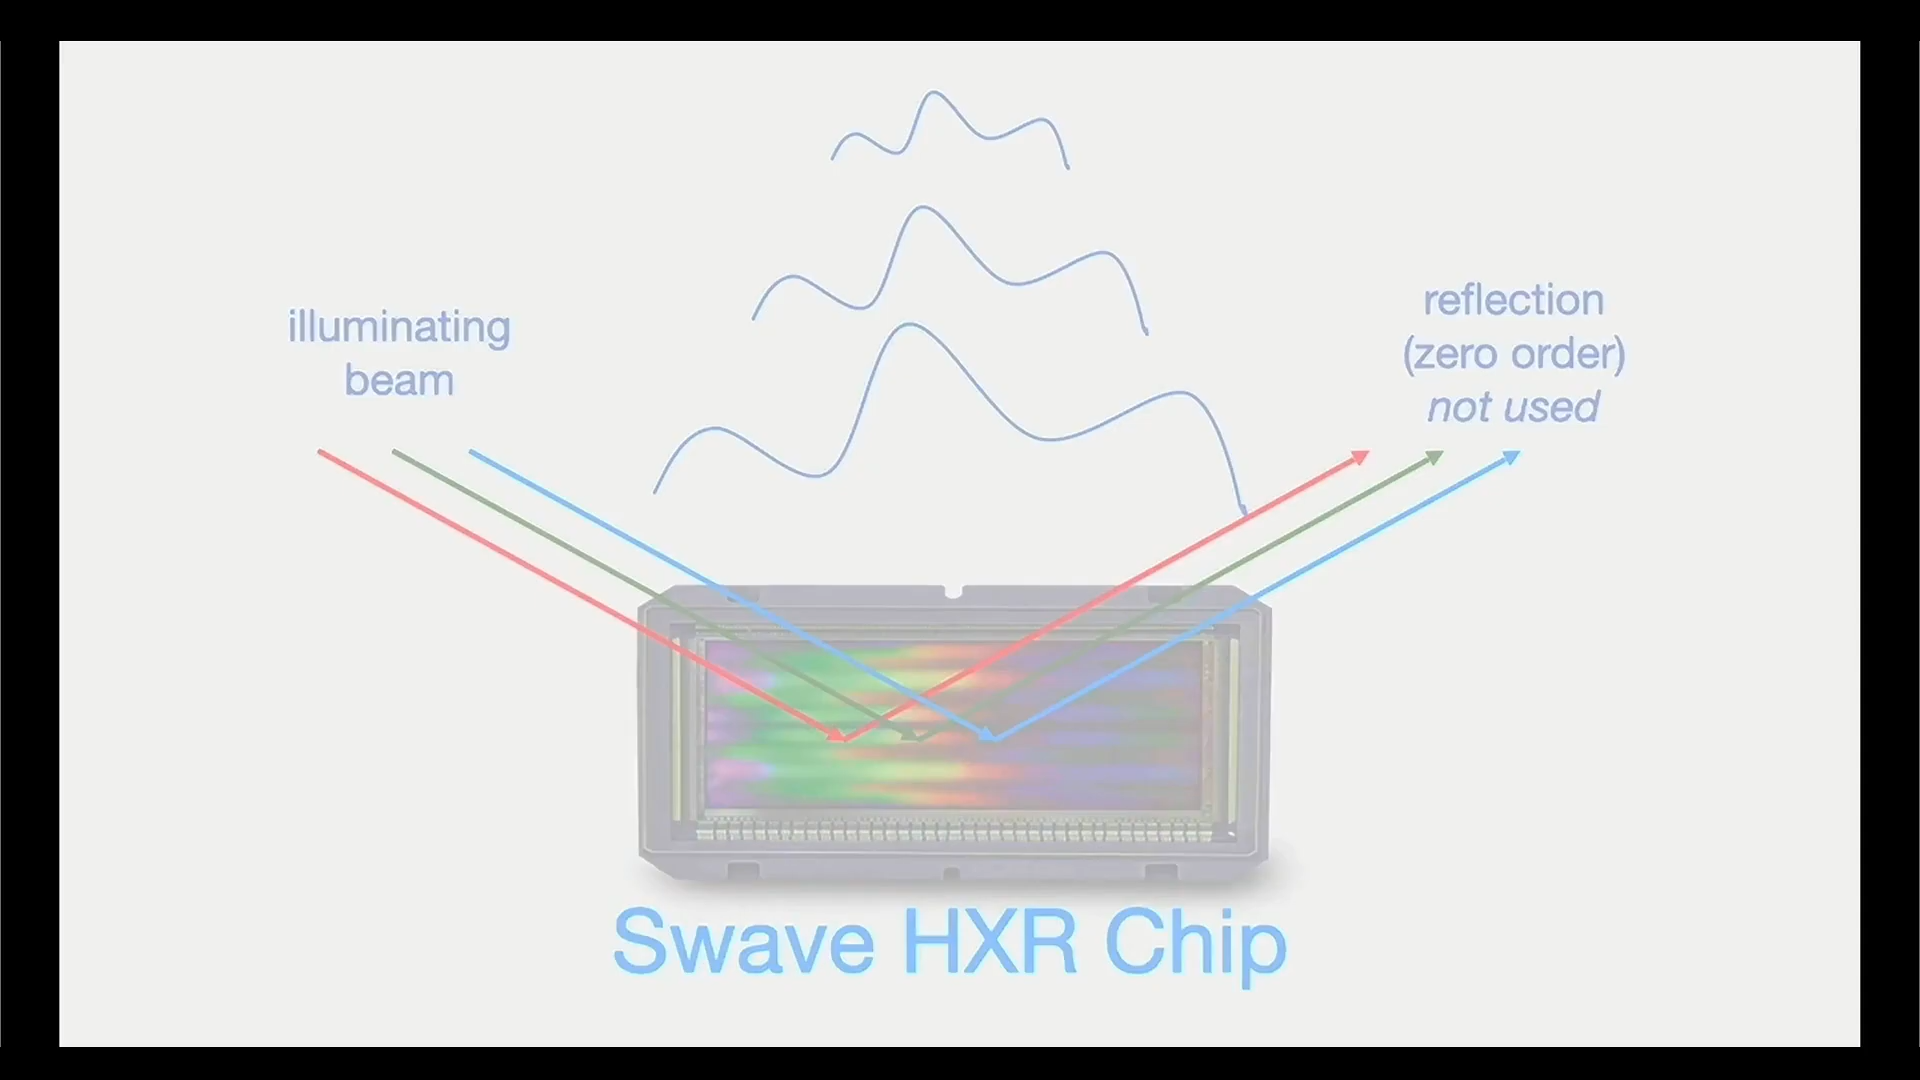 illuminating
beam
reflection
(zero order)
not used
Swave HXR Chip